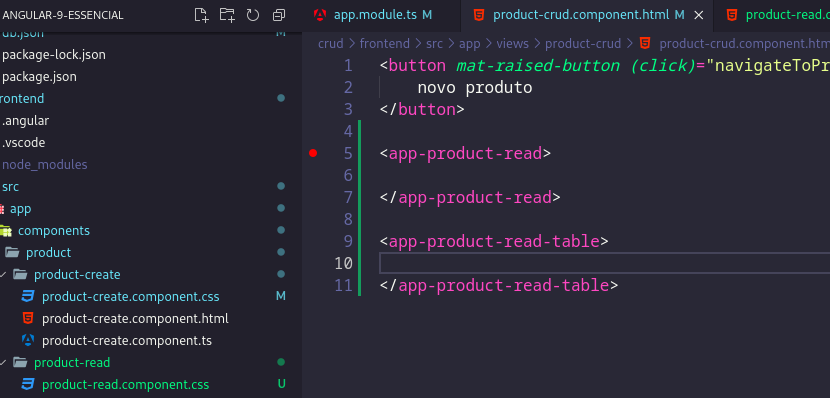 ANGULAR-9-ESSENCIAL
db.json M
package-lock.json
package.json
rontend
.angular
.vscode
node_modules
src
app
components
product
product-create
product-create.component.css M
product-create.component.html
product-create.component.ts
product-read
product-read.component.css U
app.module.ts M
product-crud.component.html M
product-read.c
crud > frontend > src > app > views > product-crud > product-crud.component.htm
1 <button mat-raised-button (click)="navigateToPr
2 novo produto
3 </button>
4
5 <app-product-read>
6
7 </app-product-read>
8
9 <app-product-read-table>
10
11 </app-product-read-table>